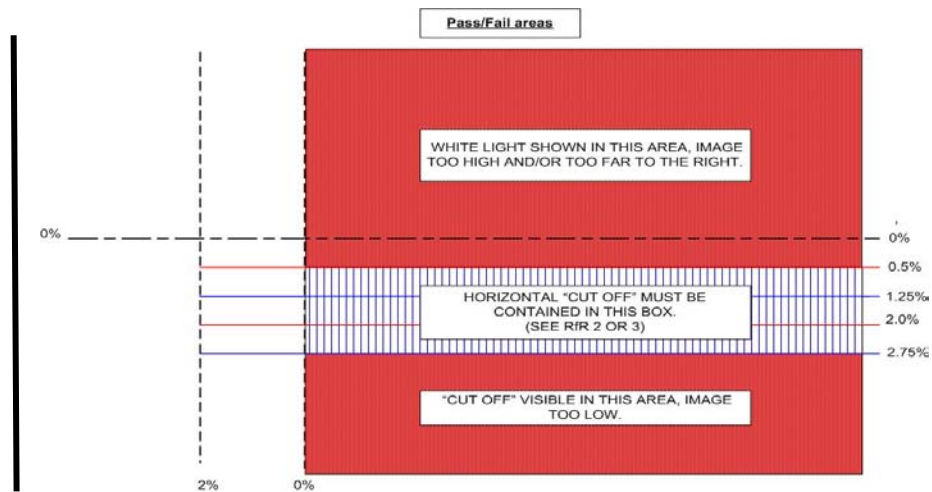 Pass/Fail areas
WHITE LIGHT SHOWN IN THIS AREA, IMAGE
TOO HIGH AND/OR TOO FAR TO THE RIGHT.
0%
0%
0.5%
1.25%
HORIZONTAL “CUT OFF” MUST BE
CONTAINED IN THIS BOX.
(SEE RfR 2 OR 3)
2.0%
2.75%
“CUT OFF” VISIBLE IN THIS AREA, IMAGE
TOO LOW.
2%
0%